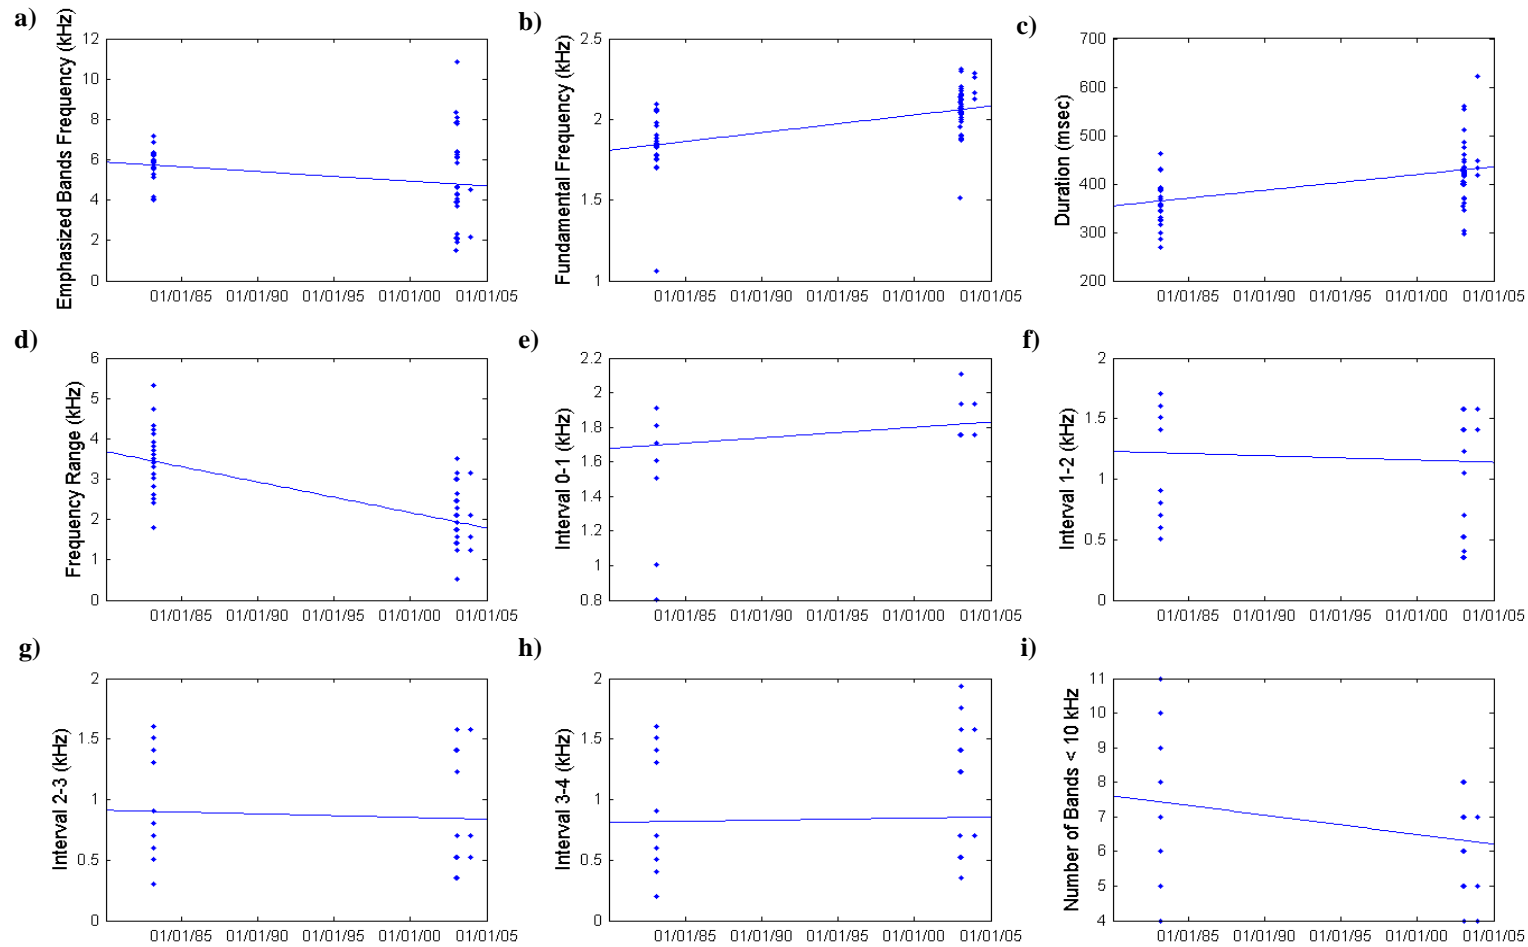 a)
Emphasized Bands Frequency (kHz)
12
10
8
6
4
2
0
01/01/85 01/01/90 01/01/95 01/01/00 01/01/05
b)
Fundamental Frequency (kHz)
2.5
2
1.5
1
01/01/85 01/01/90 01/01/95 01/01/00 01/01/05
c)
Duration (msec)
700
600
500
400
300
200
01/01/85 01/01/90 01/01/95 01/01/00 01/01/05
d)
Frequency Range (kHz)
6
5
4
3
2
1
0
01/01/85 01/01/90 01/01/95 01/01/00 01/01/05
e)
Interval 0-1 (kHz)
2.2
2
1.8
1.6
1.4
1.2
1
0.8
01/01/85 01/01/90 01/01/95 01/01/00 01/01/05
f)
Interval 1-2 (kHz)
2
1.5
1
0.5
0
01/01/85 01/01/90 01/01/95 01/01/00 01/01/05
g)
Interval 2-3 (kHz)
2
1.5
1
0.5
0
01/01/85 01/01/90 01/01/95 01/01/00 01/01/05
h)
Interval 3-4 (kHz)
2
1.5
1
0.5
0
01/01/85 01/01/90 01/01/95 01/01/00 01/01/05
i)
Number of Bands < 10 kHz
11
10
9
8
7
6
5
4
01/01/85 01/01/90 01/01/95 01/01/00 01/01/05